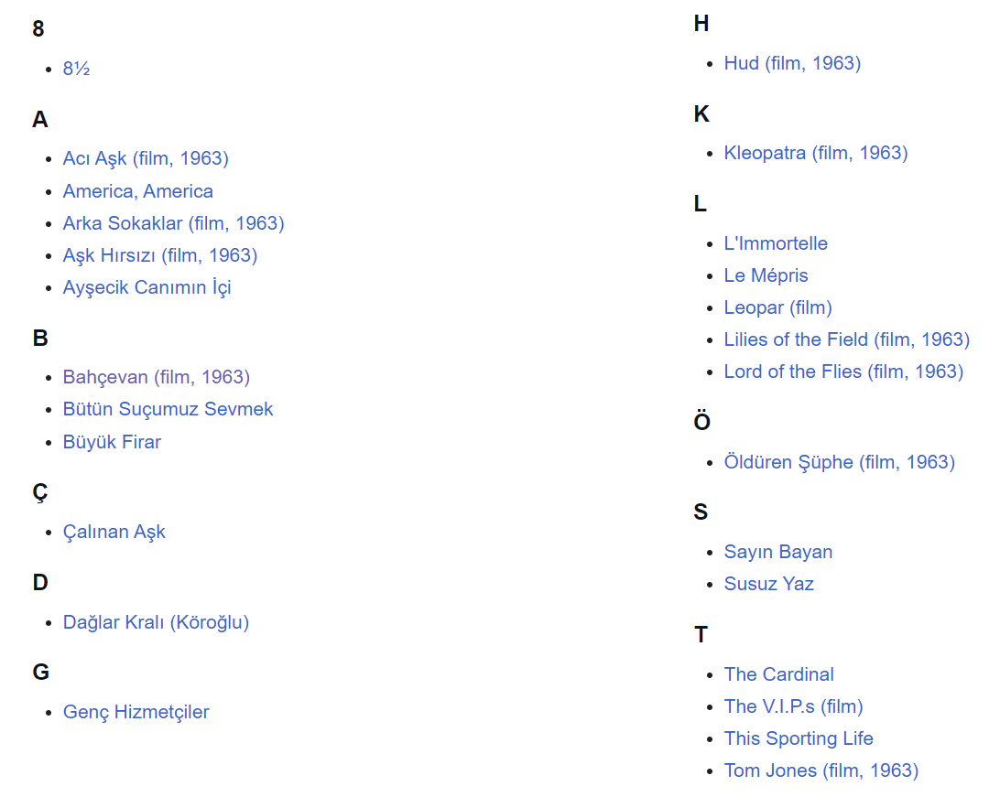 8
8½
A
Acı Aşk (film, 1963)
America, America
Arka Sokaklar (film, 1963)
Aşk Hırsızı (film, 1963)
Ayşecik Canımın İçi
B
Bahçevan (film, 1963)
Bütün Suçumuz Sevmek
Büyük Firar
Ç
Çalınan Aşk
D
Dağlar Kralı (Köroğlu)
G
Genç Hizmetçiler
H
Hud (film, 1963)
K
Kleopatra (film, 1963)
L
L'Immortelle
Le Mépris
Leopar (film)
Lilies of the Field (film, 1963)
Lord of the Flies (film, 1963)
Ö
Öldüren Şüphe (film, 1963)
S
Sayın Bayan
Susuz Yaz
T
The Cardinal
The V.I.P.s (film)
This Sporting Life
Tom Jones (film, 1963)